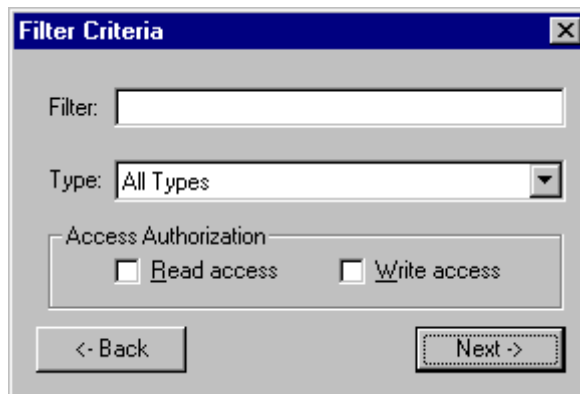 Filter Criteria
Filter:
Type: All Types
Access Authorization
Read access Write access
<- Back Next ->